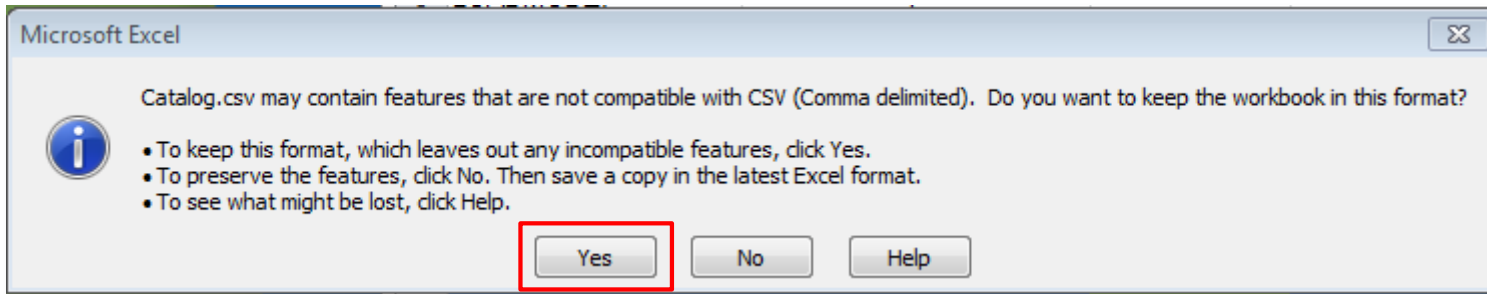 Microsoft Excel
Catalog.csv may contain features that are not compatible with CSV (Comma delimited).  Do you want to keep the workbook in this format?
• To keep this format, which leaves out any incompatible features, click Yes.
• To preserve the features, click No. Then save a copy in the latest Excel format.
• To see what might be lost, click Help.
Yes No Help